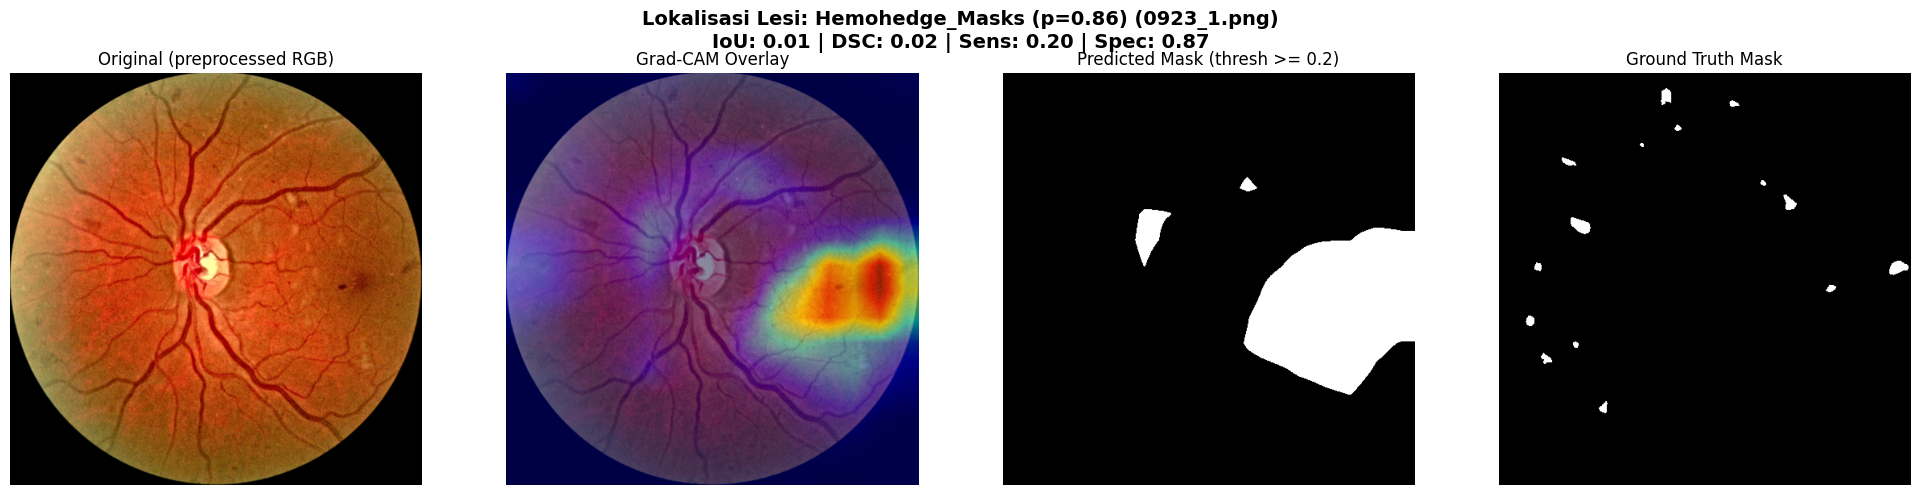 Lokalisasi Lesi: Hemohedge_Masks (p=0.86) (0923_1.png)
IoU: 0.01 | DSC: 0.02 | Sens: 0.20 | Spec: 0.87
Original (preprocessed RGB)
Grad-CAM Overlay
Predicted Mask (thresh >= 0.2)
Ground Truth Mask